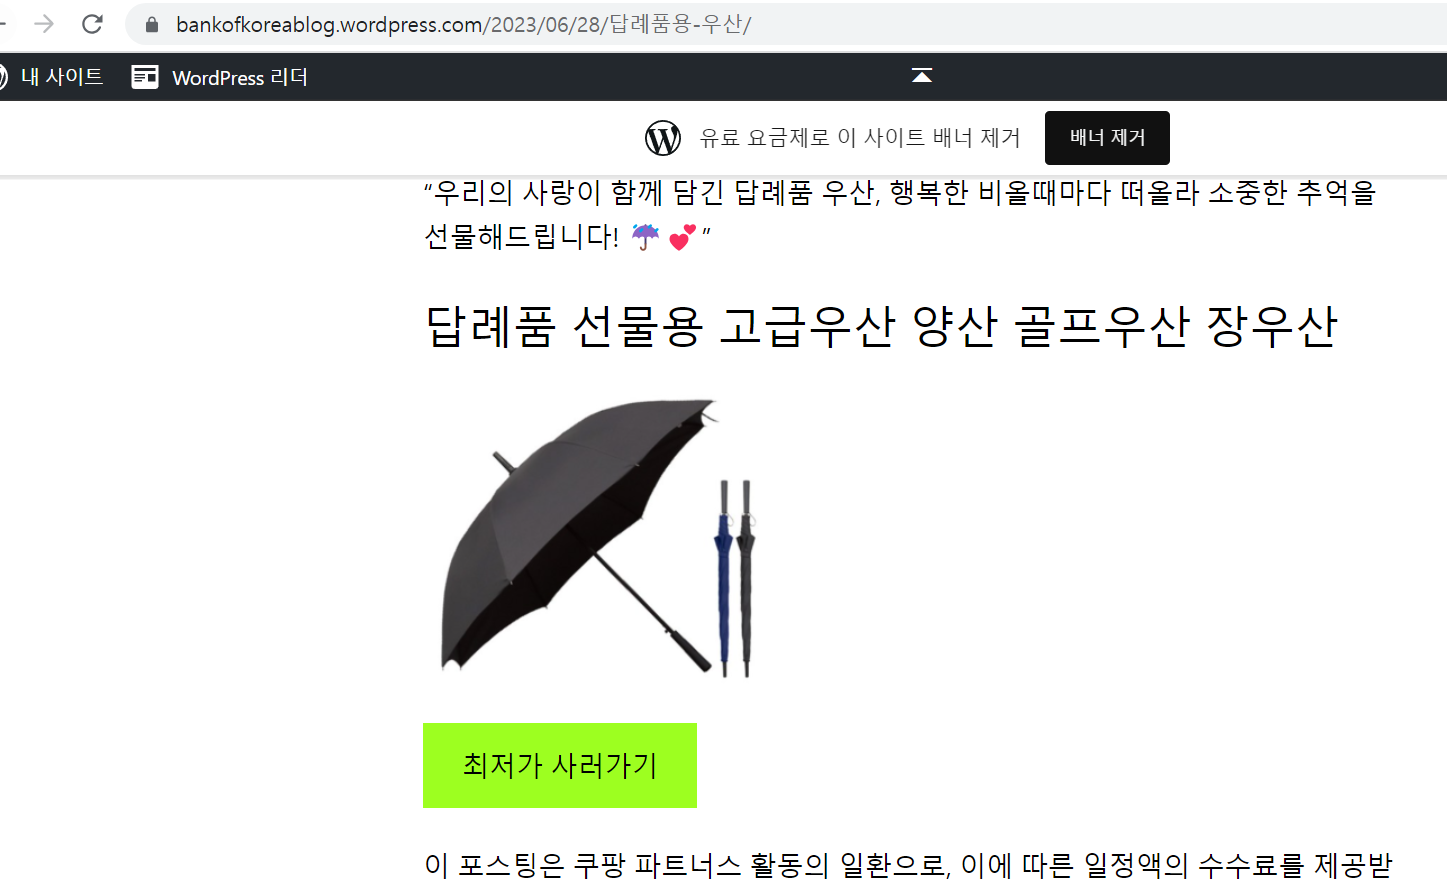 bankofkoreablog.wordpress.com/2023/06/28/답례품용-우산/
내 사이트 WordPress 리더
유료 요금제로 이 사이트 배너 제거 배너 제거
“우리의 사랑이 함께 담긴 답례품 우산, 행복한 비올때마다 떠올라 소중한 추억을
선물해드립니다! ☔ 💕 ”
답례품 선물용 고급우산 양산 골프우산 장우산
최저가 사러가기
이 포스팅은 쿠팡 파트너스 활동의 일환으로, 이에 따른 일정액의 수수료를 제공받